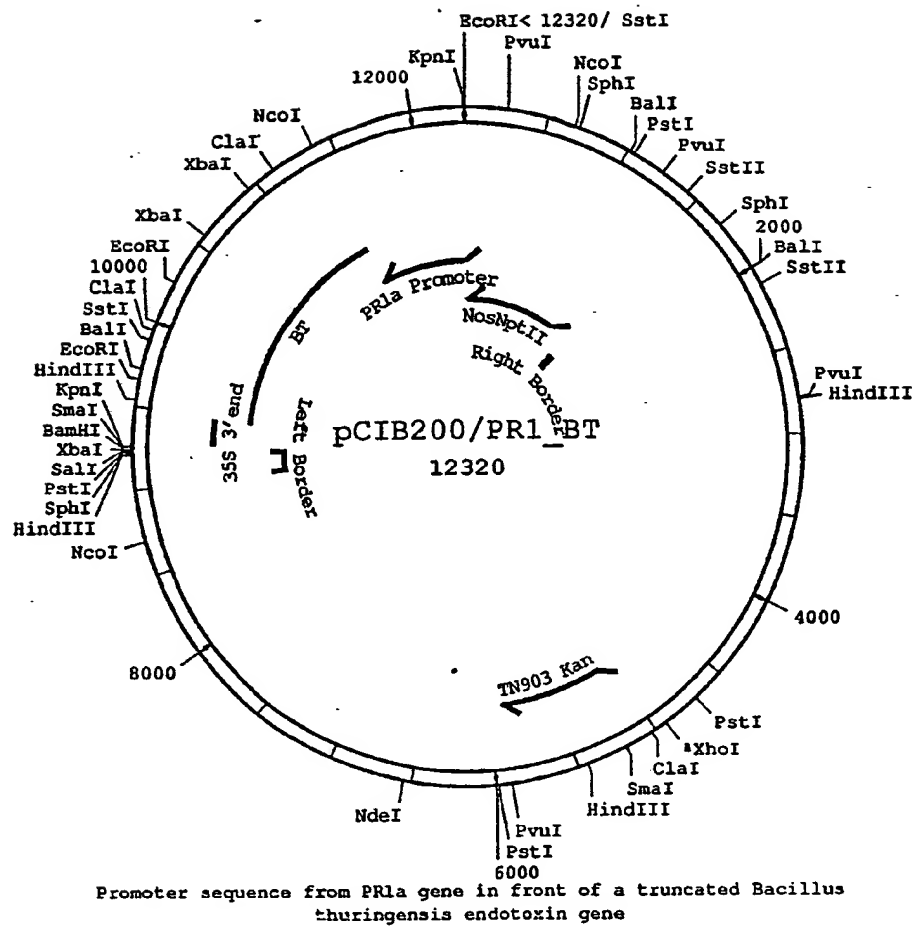 EcoRI< 12320/ SstI
KpnI
PvuI
12000
NcoI
SphI
NcoI
BalI
PstI
ClaI
PvuI
XbaI
SstII
SphI
XbaI
2000
EcoRI
BalI
10000
SstII
ClaI
SstI
BalI
EcoRI
HindIII
KpnI
SmaI
BamHI
XbaI
SalI
PstI
SphI
HindIII
NcoI
PvuI
HindIII
PR1a Promoter
NosNptII
Right Border
BT
35S 3' end
Left Border
pCIB200/PR1_BT
12320
4000
8000
TN903 Kan
PstI
XhoI
ClaI
SmaI
HindIII
NdeI
PvuI
PstI
6000
Promoter sequence from PR1a gene in front of a truncated Bacillus
thuringensis endotoxin gene